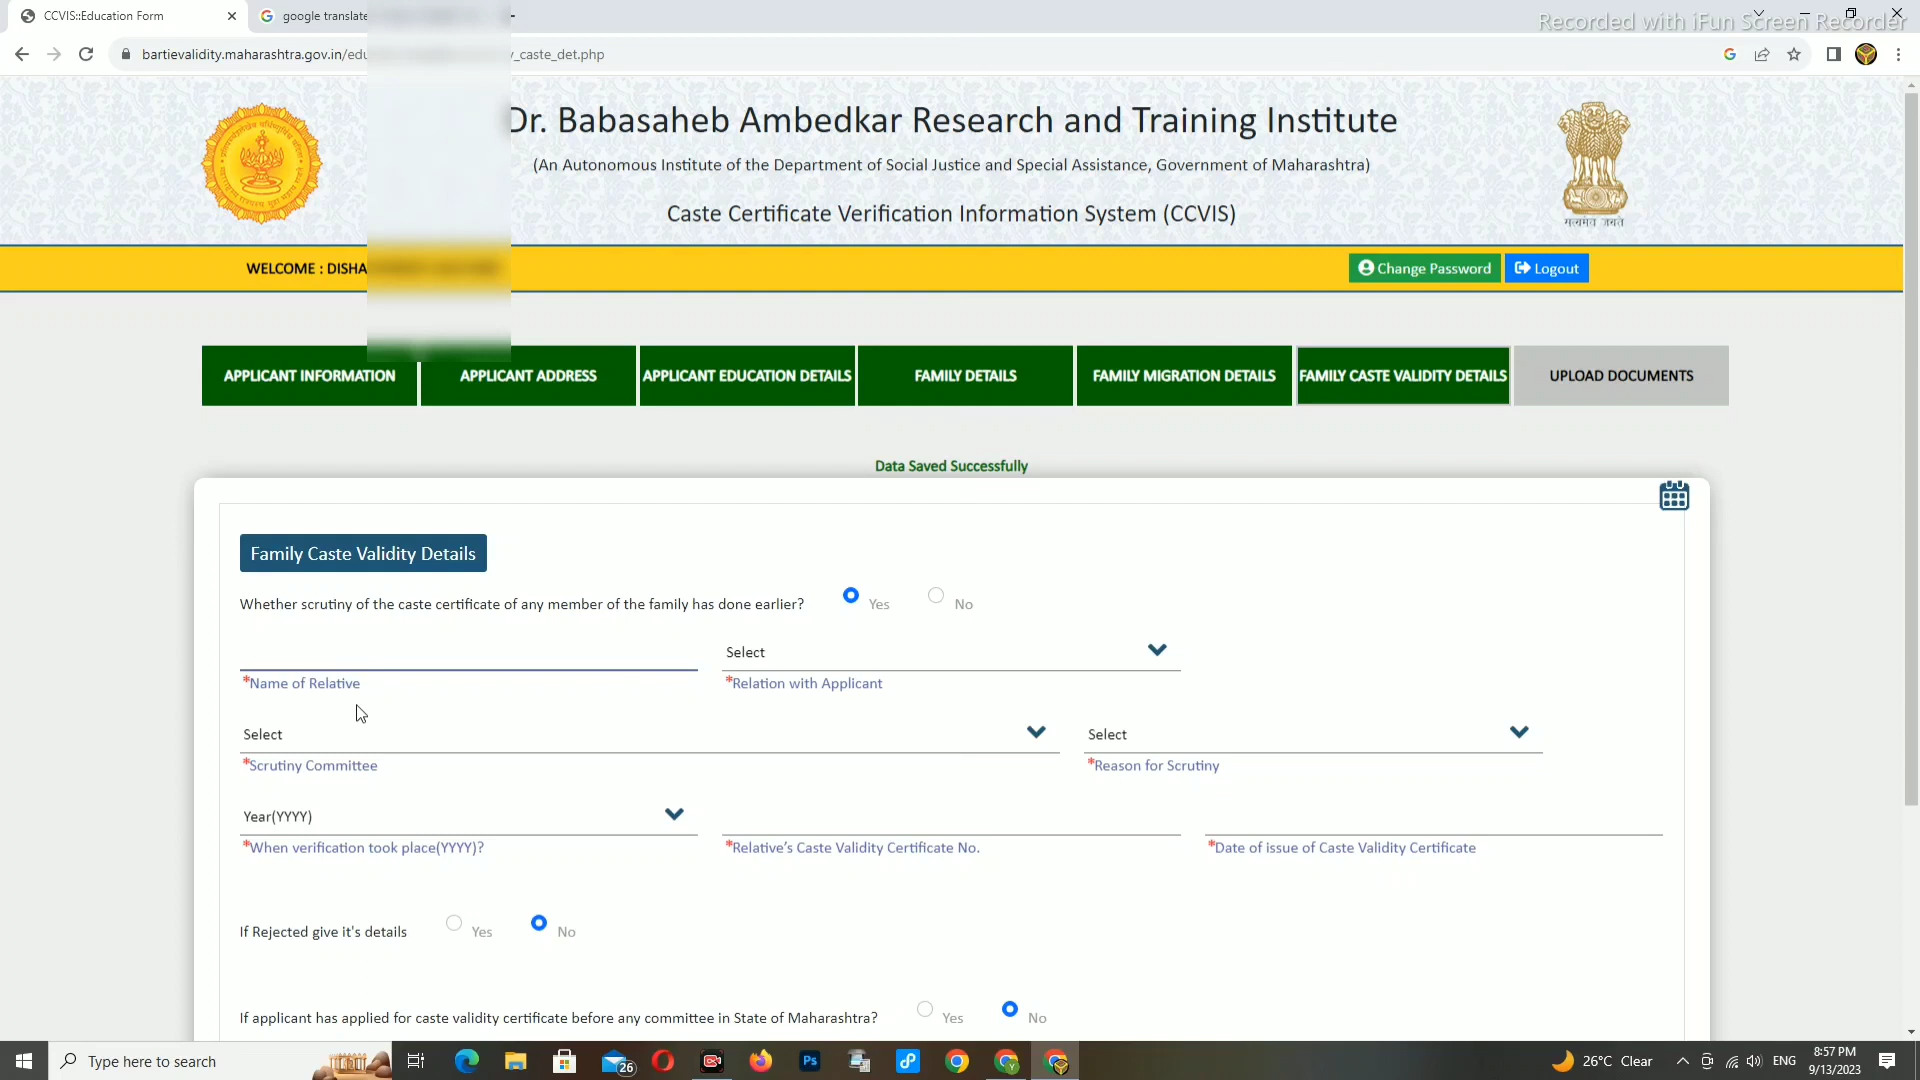 CCVIS::Education Form
google translate
Recorded with iFun Screen Recorder
bartievalidity.maharashtra.gov.in/edu
y_caste_det.php
Dr. Babasaheb Ambedkar Research and Training Institute
(An Autonomous Institute of the Department of Social Justice and Special Assistance, Government of Maharashtra)
Caste Certificate Verification Information System (CCVIS)
सत्यमेव जयते
WELCOME : DISHA
Change Password
Logout
APPLICANT INFORMATION
APPLICANT ADDRESS
APPLICANT EDUCATION DETAILS
FAMILY DETAILS
FAMILY MIGRATION DETAILS
FAMILY CASTE VALIDITY DETAILS
UPLOAD DOCUMENTS
Data Saved Successfully
Family Caste Validity Details
Whether scrutiny of the caste certificate of any member of the family has done earlier? Yes No
Select
*Name of Relative
*Relation with Applicant
Select
Select
*Scrutiny Committee
*Reason for Scrutiny
Year(YYYY)
*When verification took place(YYYY)?
*Relative's Caste Validity Certificate No.
*Date of issue of Caste Validity Certificate
If Rejected give it's details Yes No
If applicant has applied for caste validity certificate before any committee in State of Maharashtra? Yes No
Type here to search
26
Ps
26°C Clear
ENG
8:57 PM
9/13/2023